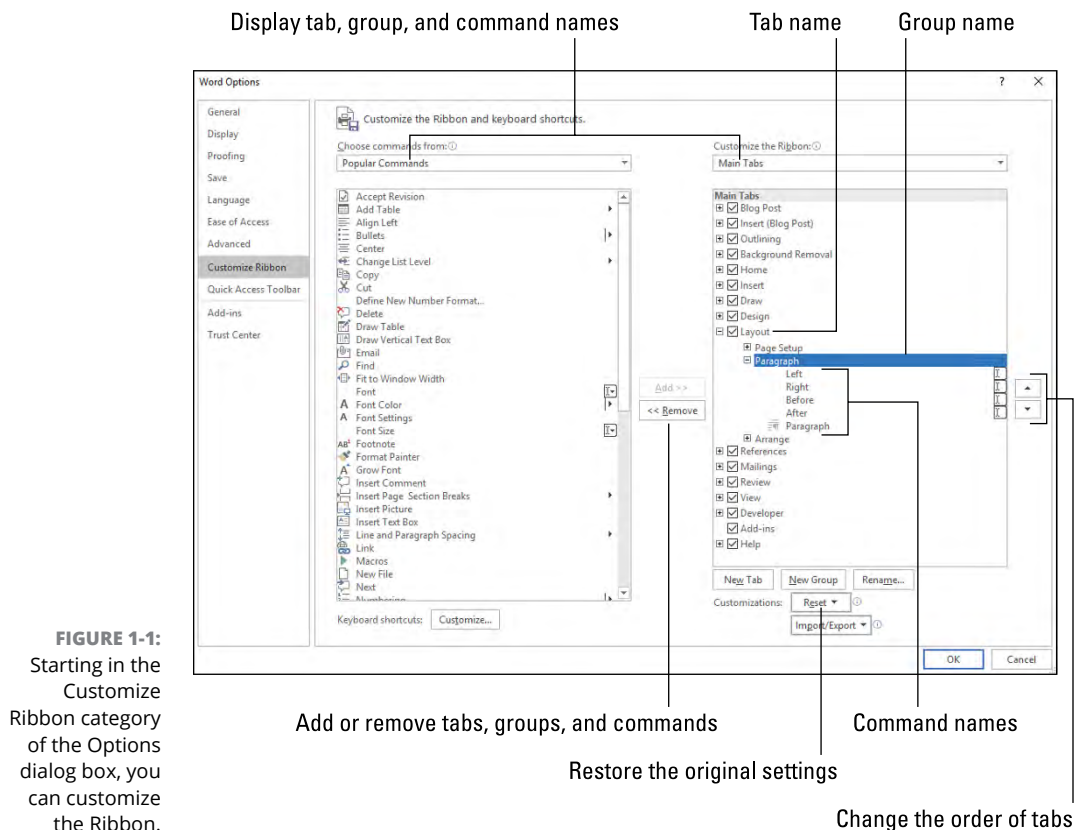 Display tab, group, and command names
Tab name
Group name
Word Options
? ×
General
Display
Proofing
Save
Language
Ease of Access
Advanced
Customize Ribbon
Quick Access Toolbar
Add-ins
Trust Center
Customize the Ribbon and keyboard shortcuts.
Choose commands from:
Popular Commands
Accept Revision
Add Table
Align Left
Bullets
Center
Change List Level
Copy
Cut
Define New Number Format...
Delete
Draw Table
Draw Vertical Text Box
Email
Find
Fit to Window Width
Font
Font Color
Font Settings
Font Size
Footnote
Format Painter
Grow Font
Insert Comment
Insert Page Section Breaks
Insert Picture
Insert Text Box
Line and Paragraph Spacing
Link
Macros
New File
Next
Numbering
Keyboard shortcuts: Customize...
Add >>
<< Remove
Customize the Ribbon:
Main Tabs
Main Tabs
Blog Post
Insert (Blog Post)
Outlining
Background Removal
Home
Insert
Draw
Design
Layout
Page Setup
Paragraph
Left
Right
Before
After
Paragraph
Arrange
References
Mailings
Review
View
Developer
Add-ins
Help
New Tab New Group Rename...
Customizations: Reset
Import/Export
OK Cancel
Add or remove tabs, groups, and commands
Command names
Restore the original settings
Change the order of tabs
FIGURE 1-1:
Starting in the
Customize
Ribbon category
of the Options
dialog box, you
can customize
the Ribbon.